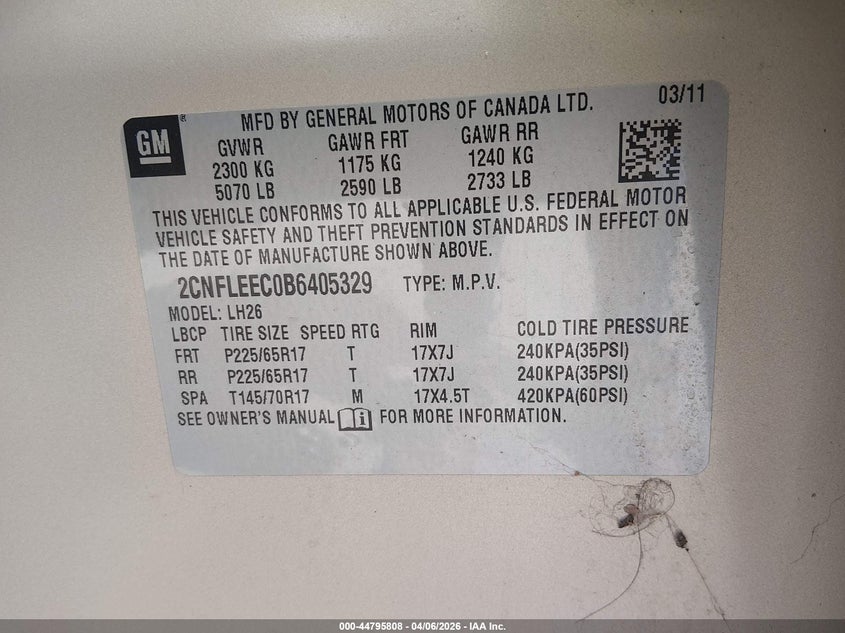 MFD BY GENERAL MOTORS OF CANADA LTD. 03/11
GM ®
GVWR GAWR FRT GAWR RR
2300 KG 1175 KG 1240 KG
5070 LB 2590 LB 2733 LB
THIS VEHICLE CONFORMS TO ALL APPLICABLE U.S. FEDERAL MOTOR
VEHICLE SAFETY AND THEFT PREVENTION STANDARDS IN EFFECT ON
THE DATE OF MANUFACTURE SHOWN ABOVE.
2CNFLEEC0B6405329 TYPE: M.P.V.
MODEL: LH26
LBCP TIRE SIZE SPEED RTG RIM COLD TIRE PRESSURE
FRT P225/65R17 T 17X7J 240KPA(35PSI)
RR P225/65R17 T 17X7J 240KPA(35PSI)
SPA T145/70R17 M 17X4.5T 420KPA(60PSI)
SEE OWNER'S MANUAL i FOR MORE INFORMATION.
000-44795808 - 04/06/2026 - IAA Inc.